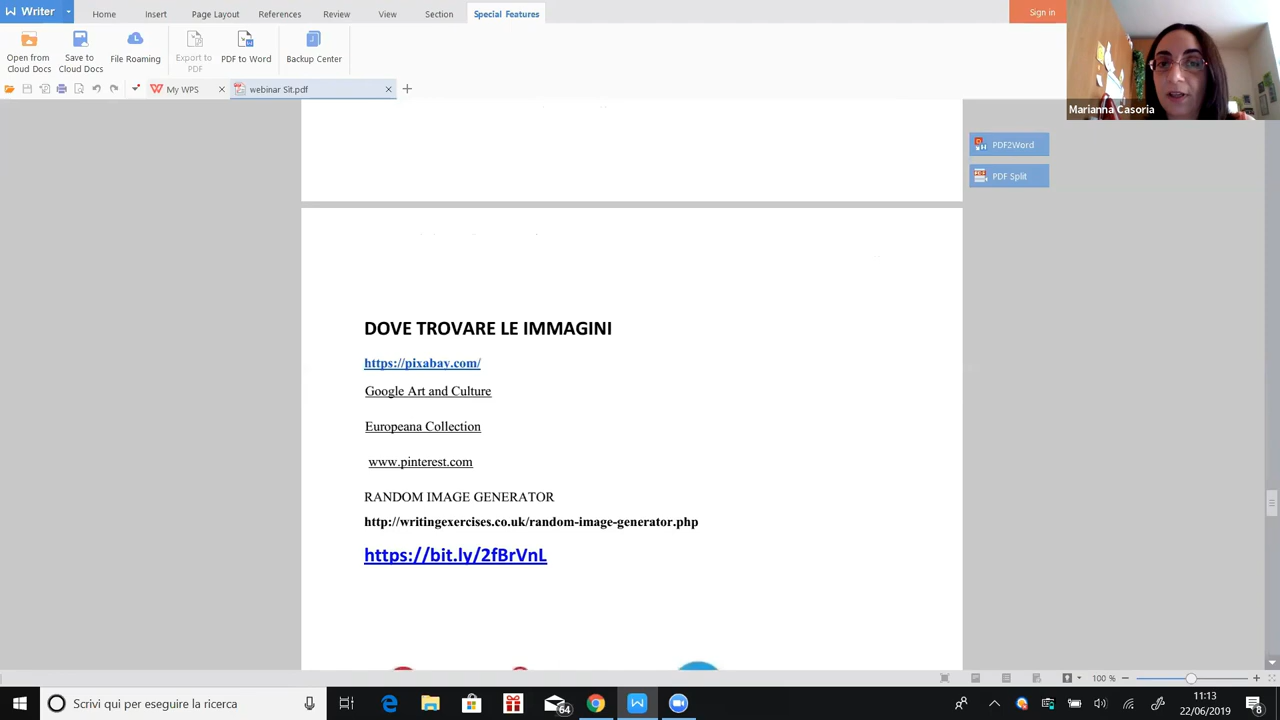 Writer
Home
Insert
Page Layout
References
Review
View
Section
Special Features
Sign in
Open from
Cloud Docs
Save to
Cloud Docs
File Roaming
Export to
PDF
PDF to Word
Backup Center
My WPS
webinar Sit.pdf
Marianna Casoria
PDF2Word
PDF Split
DOVE TROVARE LE IMMAGINI
https://pixabay.com/
Google Art and Culture
Europeana Collection
www.pinterest.com
RANDOM IMAGE GENERATOR
http://writingexercises.co.uk/random-image-generator.php
https://bit.ly/2fBrVnL
100 %
Scrivi qui per eseguire la ricerca
64
11:13
22/06/2019
8